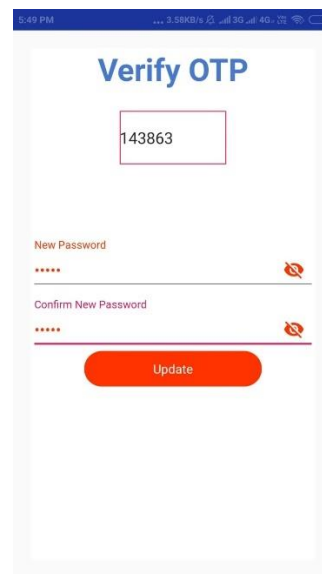 5:49 PM ... 3.58KB/s 3G 4G
Verify OTP
143863
New Password
•••••
Confirm New Password
•••••
Update